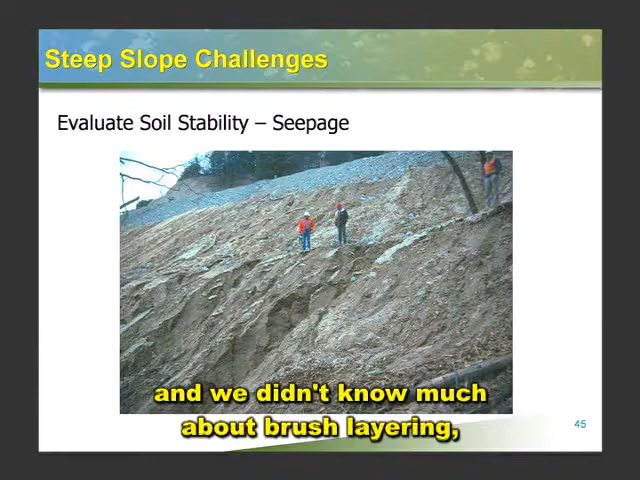 Steep Slope Challenges
Evaluate Soil Stability – Seepage
and we didn't know much
about brush layering,
45